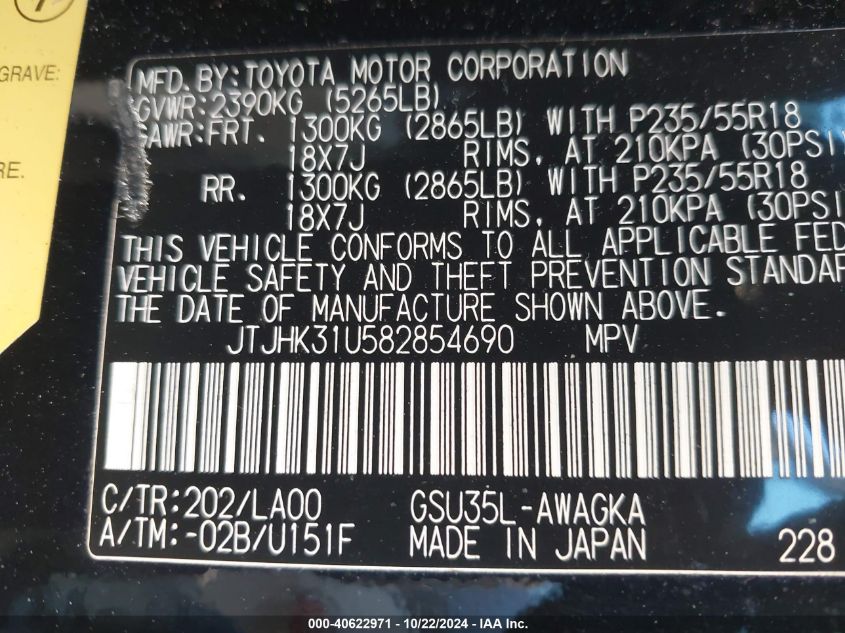 GRAVE:
RE.
MFD. BY: TOYOTA MOTOR CORPORATION
GVWR: 2390KG (5265LB)
GAWR: FRT. 1300KG (2865LB) WITH P235/55R18
18X7J RIMS, AT 210KPA (30PSI
RR. 1300KG (2865LB) WITH P235/55R18
18X7J RIMS, AT 210KPA (30PSI
THIS VEHICLE CONFORMS TO ALL APPLICABLE FED
VEHICLE SAFETY AND THEFT PREVENTION STANDAR
THE DATE OF MANUFACTURE SHOWN ABOVE.
JTJHK31U582854690 MPV
C/TR: 202/LA00 GSU35L-AWAGKA
A/TM: -02B/U151F MADE IN JAPAN 228
000-40622971 - 10/22/2024 - IAA Inc.